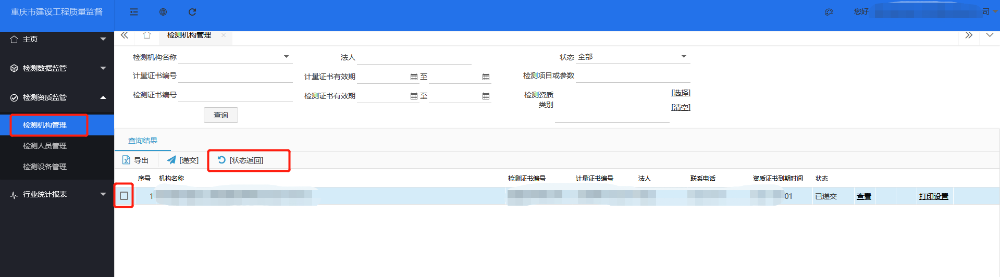 重庆市建设工程质量监督
您好
司
主页
检测数据监管
检测资质监管
检测机构管理
检测人员管理
检测设备管理
行业统计报表
检测机构管理 ×
检测机构名称 法人 状态 全部
计量证书编号 计量证书有效期 至 检测项目或参数
检测证书编号 检测证书有效期 至 检测资质类别 [选择]
[清空]
查询
查询结果
导出 [递交] [状态返回]
序号 机构名称 检测证书编号 计量证书编号 法人 联系电话 资质证书到期时间 状态
1 01 已递交 查看 打印设置